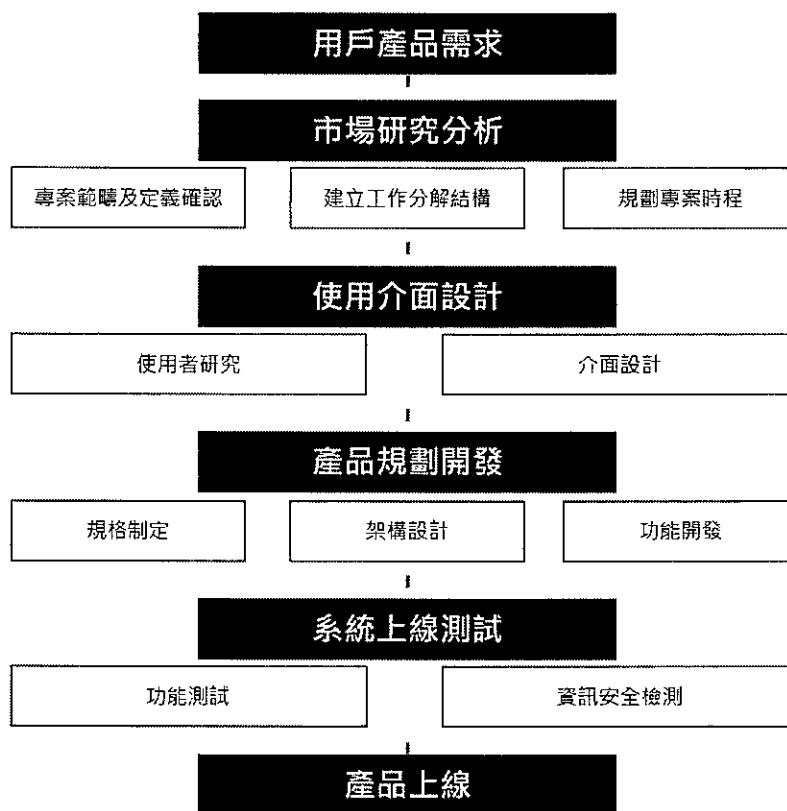 用戶產品需求
市場研究分析
專案範疇及定義確認
建立工作分解結構
規劃專案時程
使用介面設計
使用者研究
介面設計
產品規劃開發
規格制定
架構設計
功能開發
系統上線測試
功能測試
資訊安全檢測
產品上線